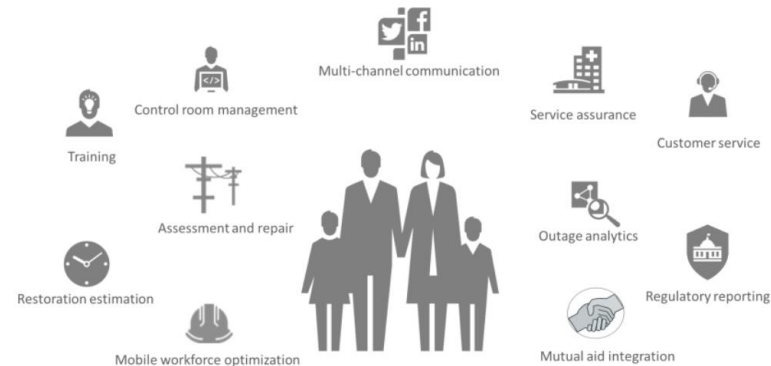 Multi-channel communication
Control room management
Service assurance
Customer service
Training
Assessment and repair
Outage analytics
Restoration estimation
Regulatory reporting
Mobile workforce optimization
Mutual aid integration
f
in
</>